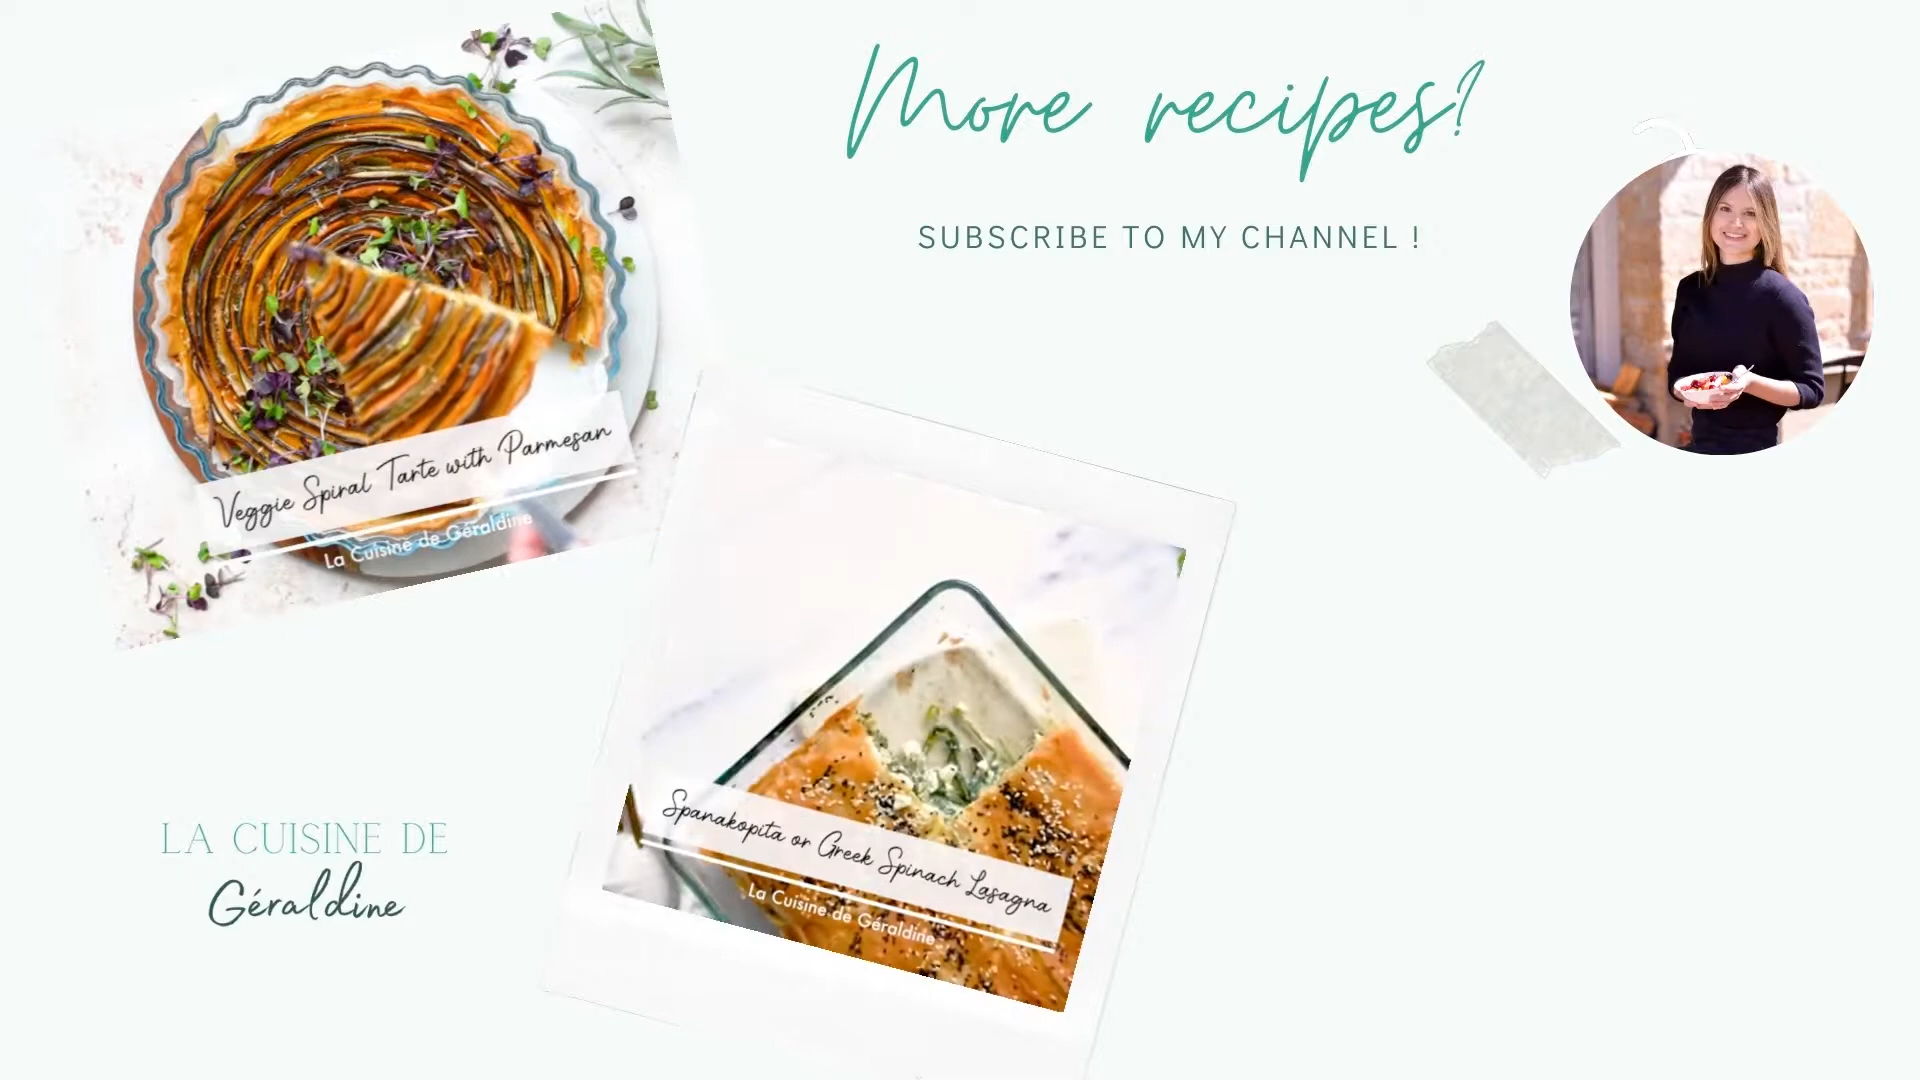 More recipes?
SUBSCRIBE TO MY CHANNEL !
Veggie Spiral Tarte with Parmesan
La Cuisine de Géraldine
Spanakopita or Greek Spinach Lasagna
La Cuisine de Géraldine
LA CUISINE DE
Géraldine